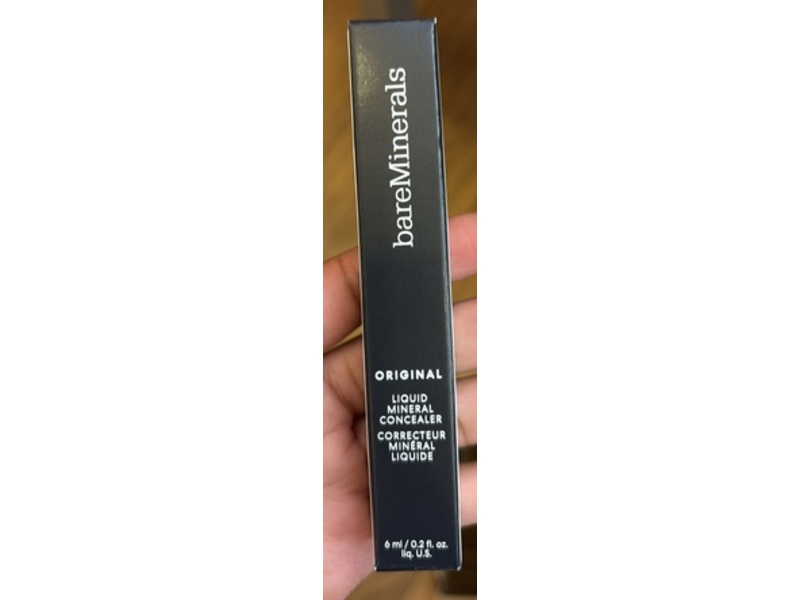 bareMinerals
ORIGINAL
LIQUID
MINERAL
CONCEALER
CORRECTEUR
MINÉRAL
LIQUIDE
6 ml / 0.2 fl. oz.
liq. U.S.